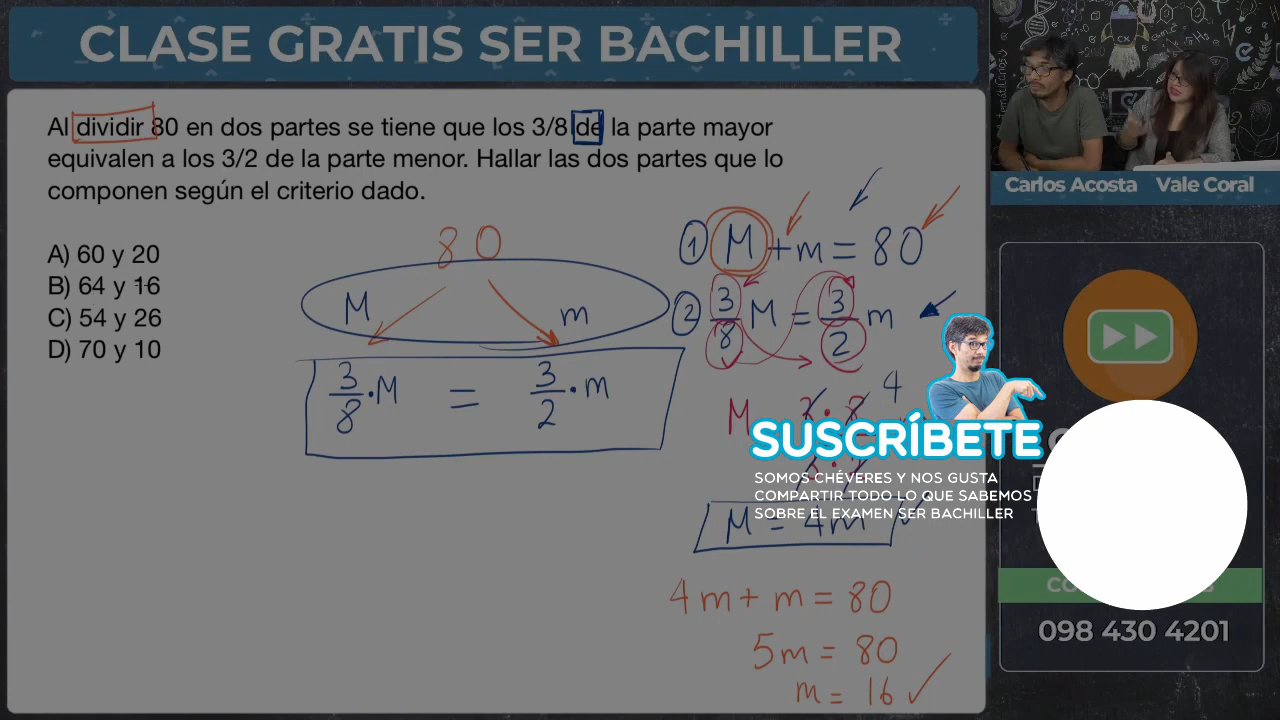 CLASE GRATIS SER BACHILLER
Al dividir 80 en dos partes se tiene que los 3/8 de la parte mayor
equivalen a los 3/2 de la parte menor. Hallar las dos partes que lo
componen según el criterio dado.
A) 60 y 20
B) 64 y 16
C) 54 y 26
D) 70 y 10
80
M m
3/8 · M = 3/2 · m
1 M + m = 80
2 3/8 M = 3/2 m
M
4
M = 4m
4m + m = 80
5m = 80
m = 16
Carlos Acosta Vale Coral
SUSCRÍBETE
SOMOS CHÉVERES Y NOS GUSTA
COMPARTIR TODO LO QUE SABEMOS
SOBRE EL EXAMEN SER BACHILLER
098 430 4201